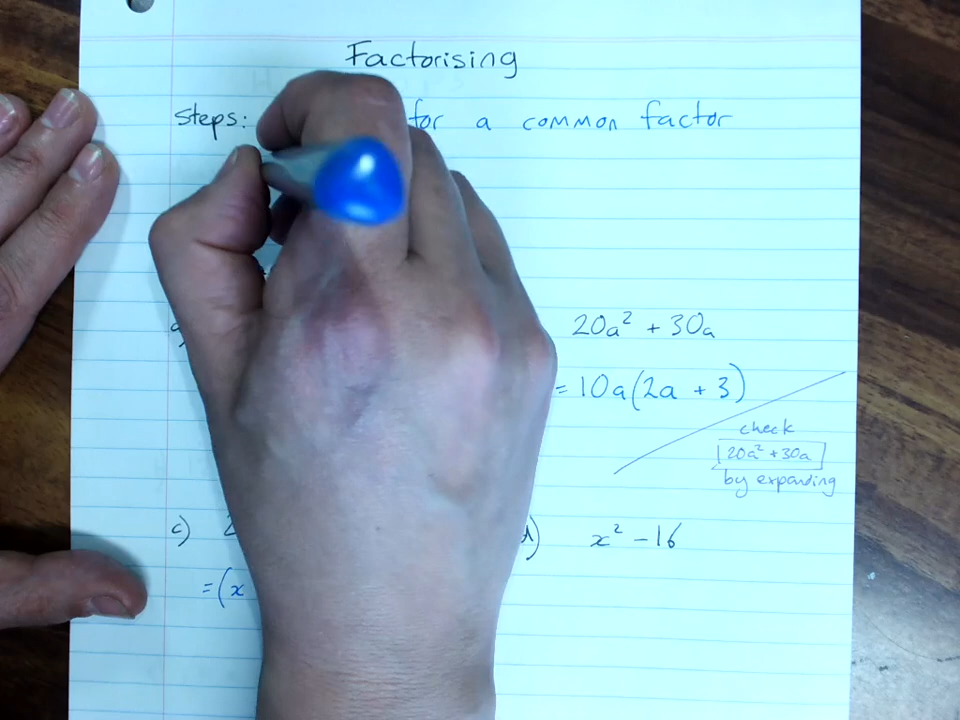 Factorising
Steps: for a common factor
20a² + 30a
= 10a(2a + 3)
check
20a² + 30a
by expanding
c)
d) x² - 16
= (x